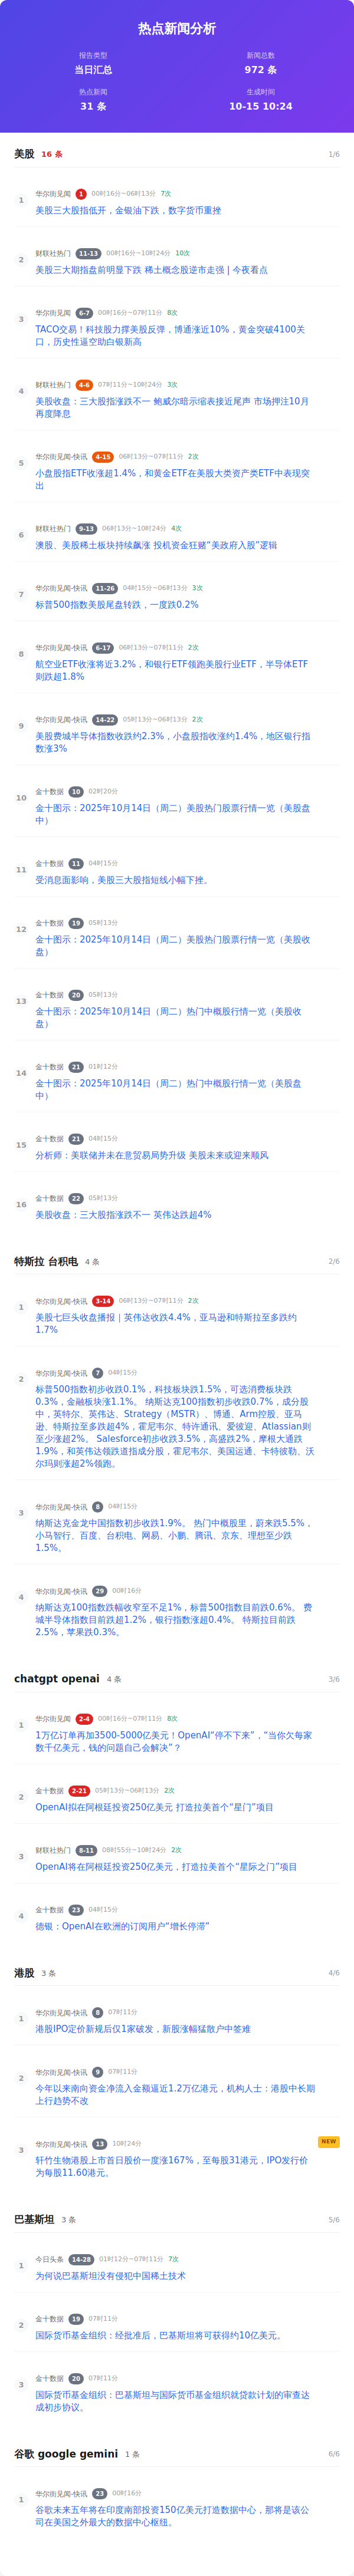 热点新闻分析
报告类型
当日汇总
新闻总数
972 条
热点新闻
31 条
生成时间
10-15 10:24
美股 16 条 1/6
1 华尔街见闻 1 00时16分~06时13分 7次
美股三大股指低开，金银油下跌，数字货币重挫
2 财联社热门 11-13 00时16分~10时24分 10次
美股三大期指盘前明显下跌 稀土概念股逆市走强 | 今夜看点
3 华尔街见闻 6-7 00时16分~07时11分 8次
TACO交易！科技股力撑美股反弹，博通涨近10%，黄金突破4100关
口，历史性逼空助白银新高
4 财联社热门 4-6 07时11分~10时24分 3次
美股收盘：三大股指涨跌不一 鲍威尔暗示缩表接近尾声 市场押注10月
再度降息
5 华尔街见闻-快讯 4-15 06时13分~07时11分 2次
小盘股指ETF收涨超1.4%，和黄金ETF在美股大类资产类ETF中表现突
出
6 财联社热门 9-13 06时13分~10时24分 4次
澳股、美股稀土板块持续飙涨 投机资金狂赌“美政府入股”逻辑
7 华尔街见闻-快讯 11-26 04时15分~06时13分 3次
标普500指数美股尾盘转跌，一度跌0.2%
8 华尔街见闻-快讯 6-17 06时13分~07时11分 2次
航空业ETF收涨将近3.2%，和银行ETF领跑美股行业ETF，半导体ETF
则跌超1.8%
9 华尔街见闻-快讯 14-22 05时13分~06时13分 2次
美股费城半导体指数收跌约2.3%，小盘股指收涨约1.4%，地区银行指
数涨3%
10 金十数据 10 02时20分
金十图示：2025年10月14日（周二）美股热门股票行情一览（美股盘
中）
11 金十数据 11 04时15分
受消息面影响，美股三大股指短线小幅下挫。
12 金十数据 19 05时13分
金十图示：2025年10月14日（周二）美股热门股票行情一览（美股收
盘）
13 金十数据 20 05时13分
金十图示：2025年10月14日（周二）热门中概股行情一览（美股收
盘）
14 金十数据 21 01时12分
金十图示：2025年10月14日（周二）热门中概股行情一览（美股盘
中）
15 金十数据 21 04时15分
分析师：美联储并未在意贸易局势升级 美股未来或迎来顺风
16 金十数据 22 05时13分
美股收盘：三大股指涨跌不一 英伟达跌超4%
特斯拉 台积电 4 条 2/6
1 华尔街见闻-快讯 3-14 06时13分~07时11分 2次
美股七巨头收盘播报｜英伟达收跌4.4%，亚马逊和特斯拉至多跌约
1.7%
2 华尔街见闻-快讯 7 04时15分
标普500指数初步收跌0.1%，科技板块跌1.5%，可选消费板块跌
0.3%，金融板块涨1.1%。 纳斯达克100指数初步收跌0.7%，成分股
中，英特尔、英伟达、Strategy（MSTR）、博通、Arm控股、亚马
逊、特斯拉至多跌超4%，霍尼韦尔、特许通讯、爱彼迎、Atlassian则
至少涨超2%。 Salesforce初步收跌3.5%，高盛跌2%，摩根大通跌
1.9%，和英伟达领跌道指成分股，霍尼韦尔、美国运通、卡特彼勒、沃
尔玛则涨超2%领跑。
3 华尔街见闻-快讯 8 04时15分
纳斯达克金龙中国指数初步收跌1.9%。 热门中概股里，蔚来跌5.5%，
小马智行、百度、台积电、网易、小鹏、腾讯、京东、理想至少跌
1.5%。
4 华尔街见闻-快讯 29 00时16分
纳斯达克100指数跌幅收窄至不足1%，标普500指数目前跌0.6%。 费
城半导体指数目前跌超1.2%，银行指数涨超0.4%。 特斯拉目前跌
2.5%，苹果跌0.3%。
chatgpt openai 4 条 3/6
1 华尔街见闻 2-4 00时16分~07时11分 8次
1万亿订单再加3500-5000亿美元！OpenAI“停不下来”，“当你欠每家
数千亿美元，钱的问题自己会解决”？
2 金十数据 2-21 05时13分~06时13分 2次
OpenAI拟在阿根廷投资250亿美元 打造拉美首个“星门”项目
3 财联社热门 8-11 08时55分~10时24分 2次
OpenAI将在阿根廷投资250亿美元，打造拉美首个“星际之门”项目
4 金十数据 23 04时15分
德银：OpenAI在欧洲的订阅用户“增长停滞”
港股 3 条 4/6
1 华尔街见闻-快讯 8 07时11分
港股IPO定价新规后仅1家破发，新股涨幅猛散户中签难
2 华尔街见闻-快讯 9 07时11分
今年以来南向资金净流入金额逼近1.2万亿港元，机构人士：港股中长期
上行趋势不改
3 华尔街见闻-快讯 13 10时24分 NEW
轩竹生物港股上市首日股价一度涨167%，至每股31港元，IPO发行价
为每股11.60港元。
巴基斯坦 3 条 5/6
1 今日头条 14-28 01时12分~07时11分 7次
为何说巴基斯坦没有侵犯中国稀土技术
2 金十数据 19 07时11分
国际货币基金组织：经批准后，巴基斯坦将可获得约10亿美元。
3 金十数据 20 07时11分
国际货币基金组织：巴基斯坦与国际货币基金组织就贷款计划的审查达
成初步协议。
谷歌 google gemini 1 条 6/6
1 华尔街见闻-快讯 23 00时16分
谷歌未来五年将在印度南部投资150亿美元打造数据中心，那将是该公
司在美国之外最大的数据中心枢纽。